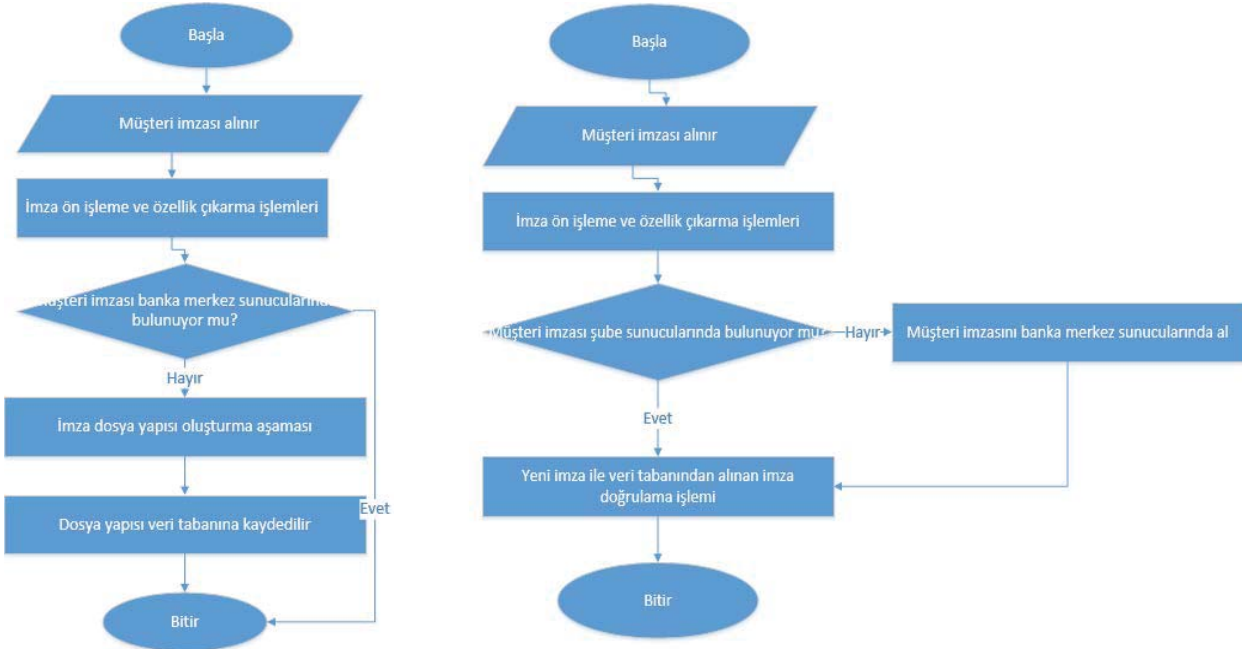 Başla
Müşteri imzası alınır
İmza ön işleme ve özellik çıkarma işlemleri
imzası banka merkez
bulunuyor mu?
Hayır
İmza dosya yapısı oluşturma aşaması
Dosya yapısı veri tabanına kaydedilir
Evet
Bitir
Başla
Müşteri imzası alınır
İmza ön işleme ve özellik çıkarma işlemleri
Müşteri imzası şube sunucularında bulunuyor mu?
Hayır
Müşteri imzasını banka merkez sunucularında al
Evet
Yeni imza ile veri tabanından alınan imza
doğrulama işlemi
Bitir